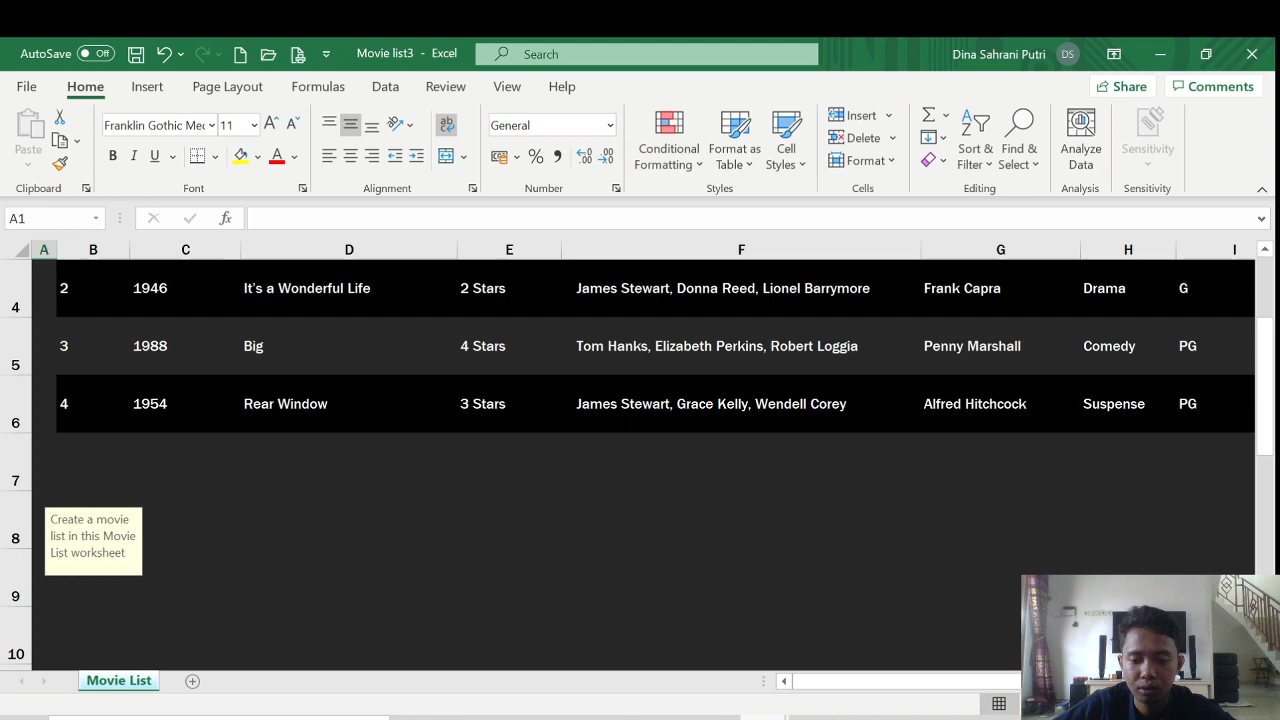 AutoSave Off Movie list3 - Excel Search Dina Sahrani Putri DS
File Home Insert Page Layout Formulas Data Review View Help Share Comments
Paste
Clipboard
Franklin Gothic Mec 11
B I U A
Font
ab
Alignment
General
% 9
Number
Conditional Formatting
Format as Table
Cell Styles
Styles
Insert
Delete
Format
Cells
Sort & Filter
Find & Select
Editing
Analyze Data
Analysis
Sensitivity
Sensitivity
A1 fx
A B C D E F G H I
4 2 1946 It's a Wonderful Life 2 Stars James Stewart, Donna Reed, Lionel Barrymore Frank Capra Drama G
5 3 1988 Big 4 Stars Tom Hanks, Elizabeth Perkins, Robert Loggia Penny Marshall Comedy PG
6 4 1954 Rear Window 3 Stars James Stewart, Grace Kelly, Wendell Corey Alfred Hitchcock Suspense PG
7
8
Create a movie
list in this Movie
List worksheet
9
10
Movie List